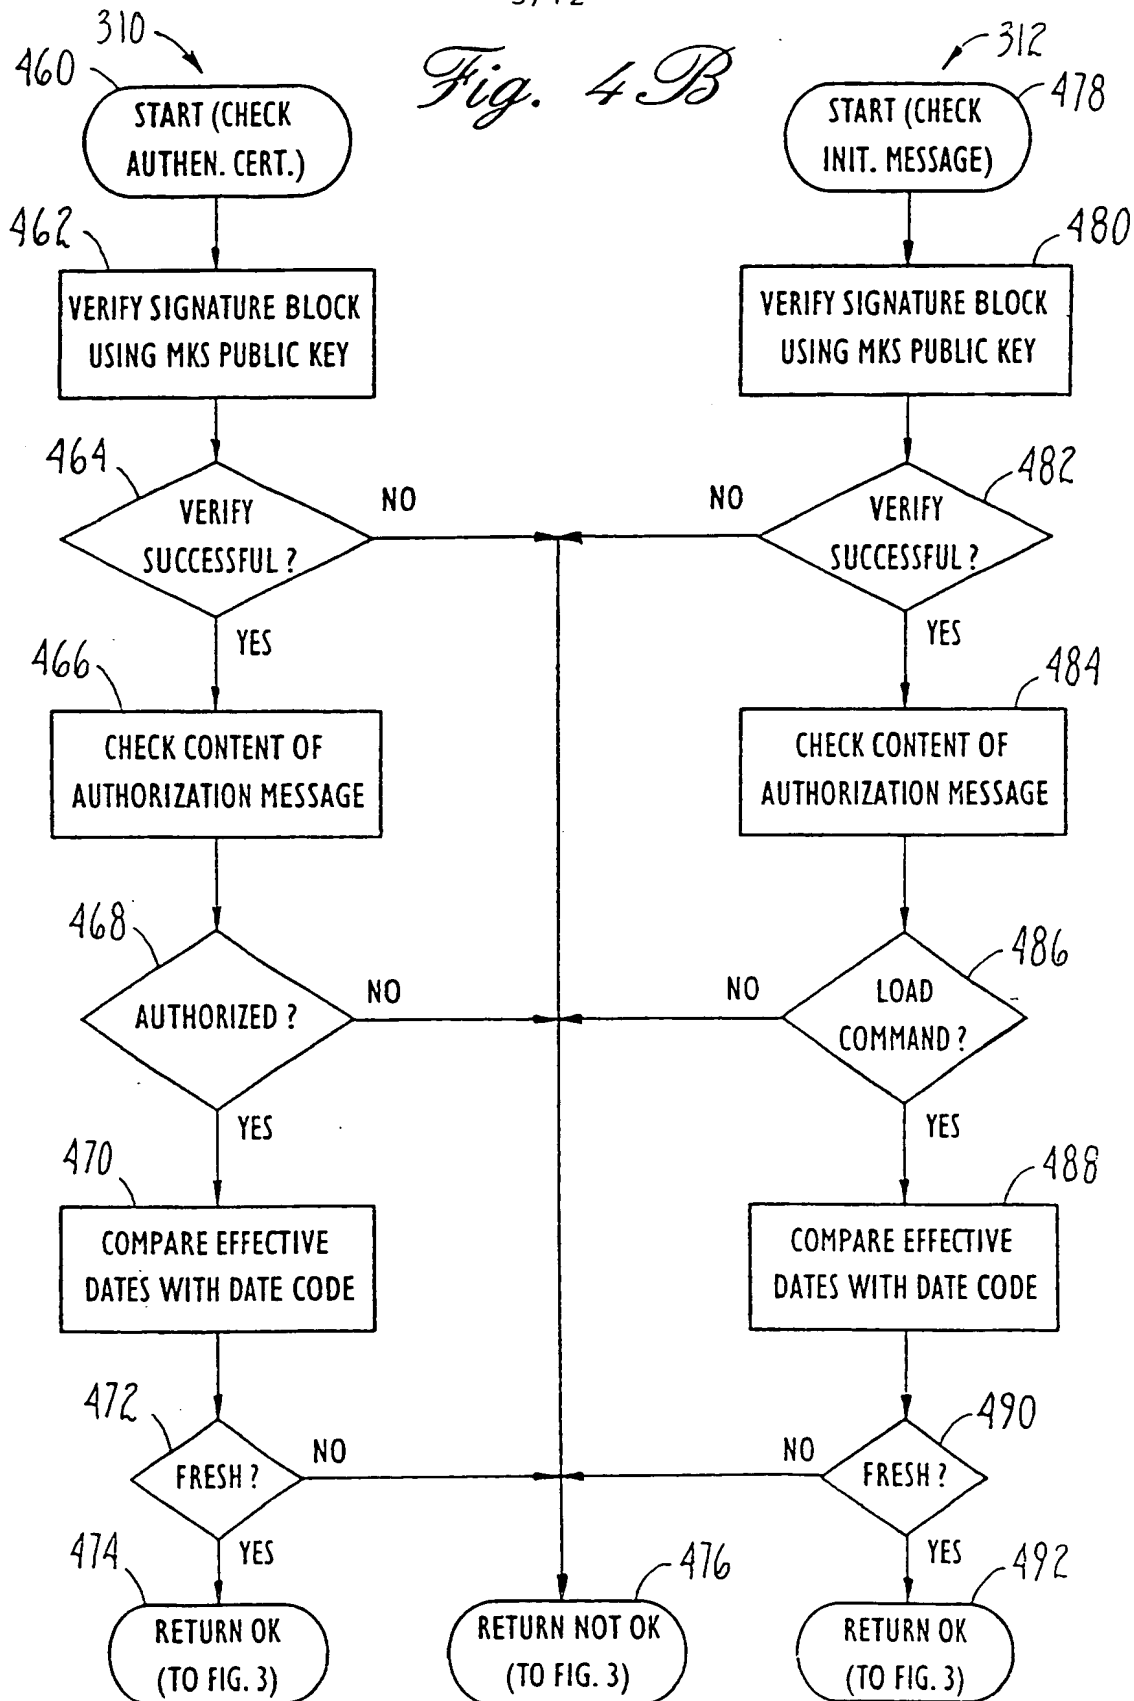 310
460
START (CHECK
AUTHEN. CERT.)
462
VERIFY SIGNATURE BLOCK
USING MKS PUBLIC KEY
464
VERIFY
SUCCESSFUL ?
NO
YES
466
CHECK CONTENT OF
AUTHORIZATION MESSAGE
468
AUTHORIZED ?
NO
YES
470
COMPARE EFFECTIVE
DATES WITH DATE CODE
472
FRESH ?
NO
YES
474
RETURN OK
(TO FIG. 3)
Fig. 4B
476
RETURN NOT OK
(TO FIG. 3)
312
478
START (CHECK
INIT. MESSAGE)
480
VERIFY SIGNATURE BLOCK
USING MKS PUBLIC KEY
482
VERIFY
SUCCESSFUL ?
NO
YES
484
CHECK CONTENT OF
AUTHORIZATION MESSAGE
486
LOAD
COMMAND ?
NO
YES
488
COMPARE EFFECTIVE
DATES WITH DATE CODE
490
FRESH ?
NO
YES
492
RETURN OK
(TO FIG. 3)